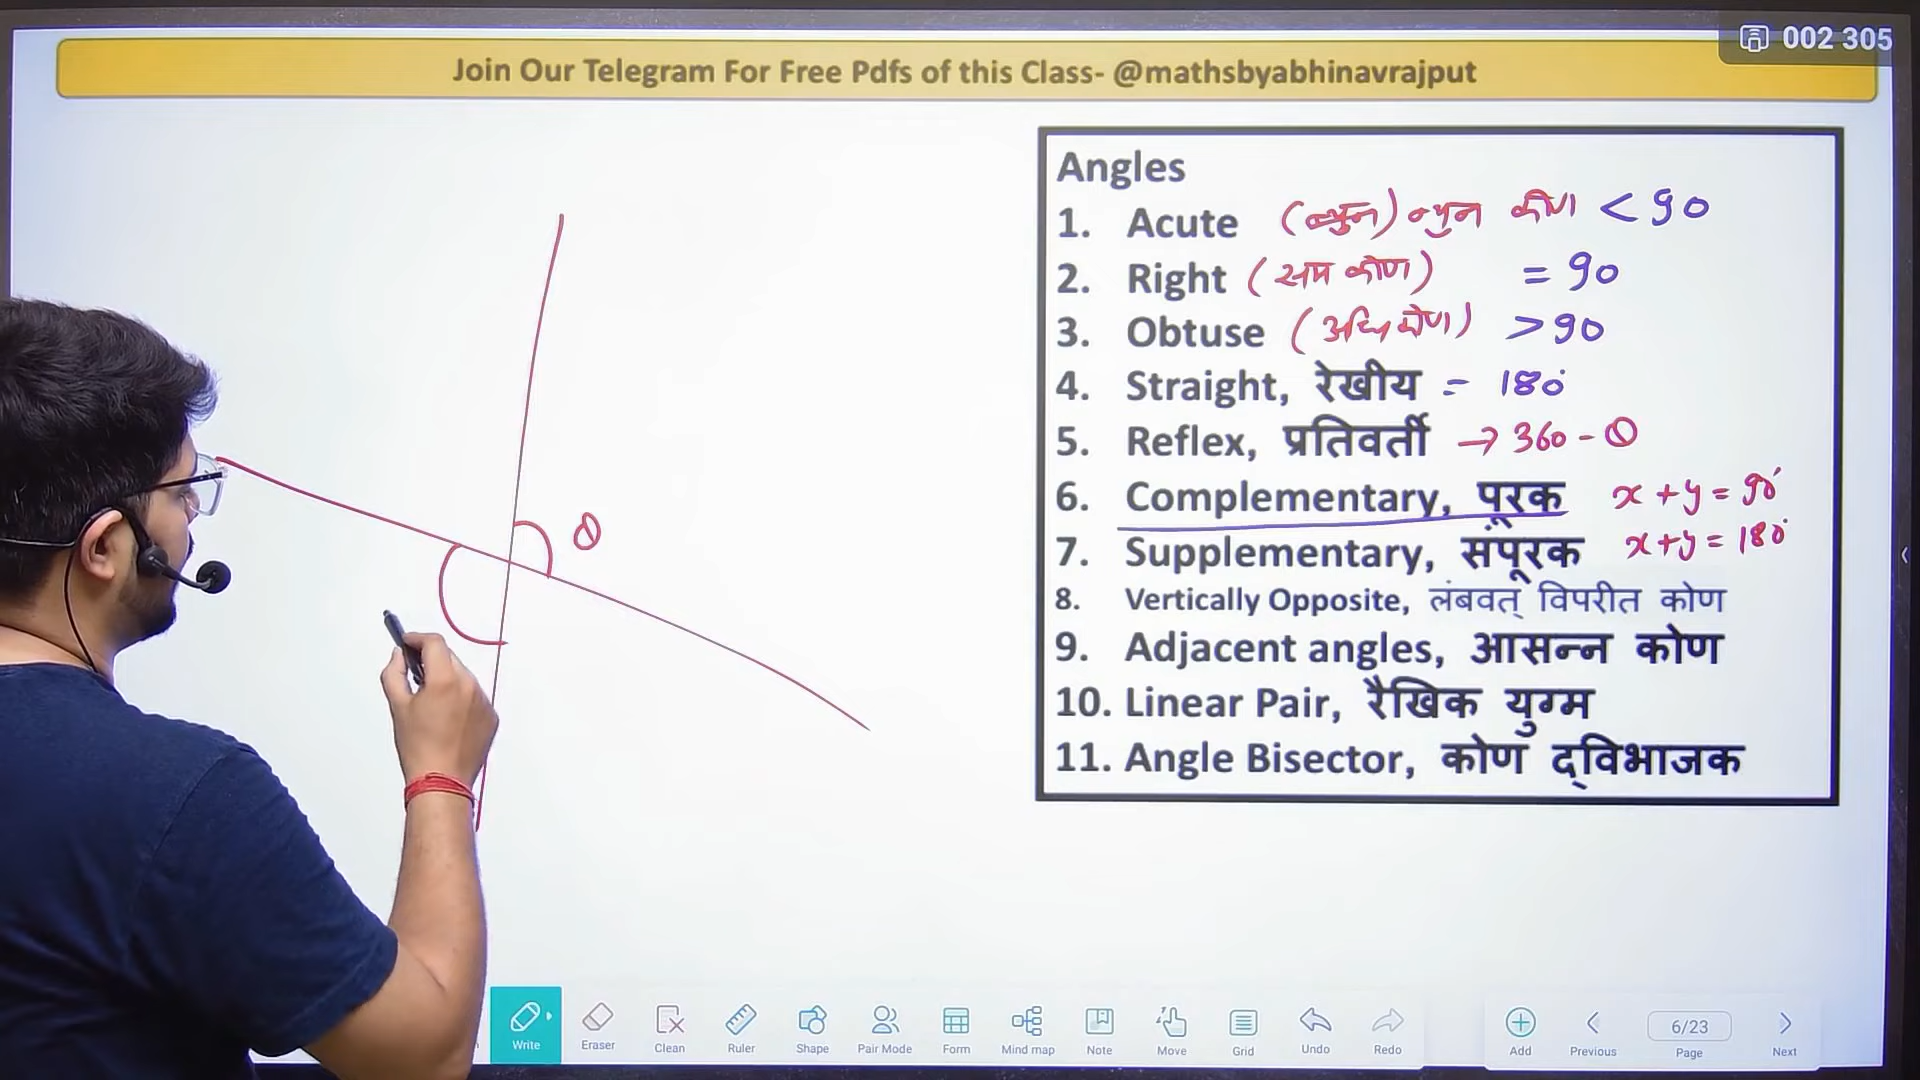 002 305
Join Our Telegram For Free Pdfs of this Class- @mathsbyabhinavrajput
Angles
1. Acute (न्युन) न्युन कोण < 90
2. Right (सम कोण) = 90
3. Obtuse (अधिककोण) > 90
4. Straight, रेखीय = 180°
5. Reflex, प्रतिवर्ती → 360 - θ
6. Complementary, पूरक x + y = 90°
7. Supplementary, संपूरक x+y = 180°
8. Vertically Opposite, लंबवत् विपरीत कोण
9. Adjacent angles, आसन्न कोण
10. Linear Pair, रैखिक युग्म
11. Angle Bisector, कोण द्विभाजक
θ
Write Eraser Clean Ruler Shape Pair Mode Form Mind map Note Move Grid Undo Redo Add Previous 6/23 Page Next